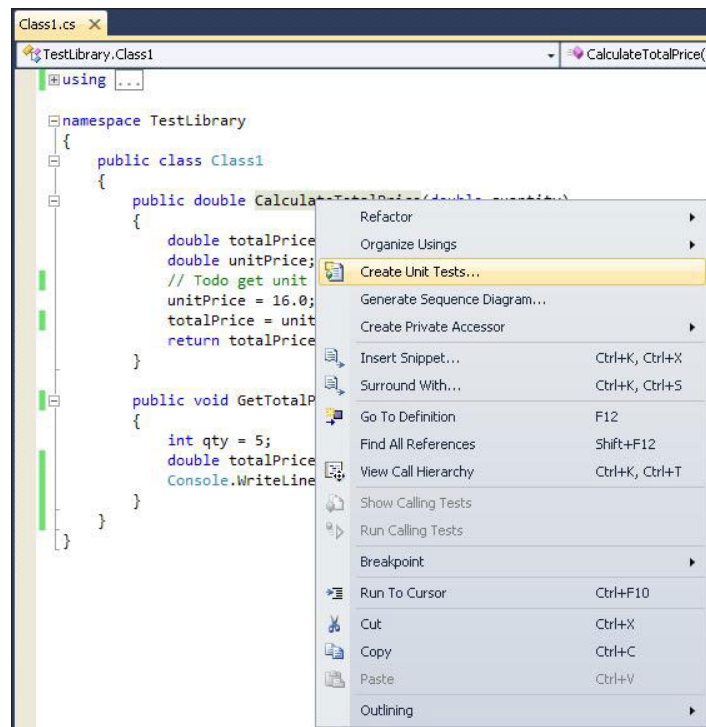 Class1.cs
TestLibrary.Class1 CalculateTotalPrice(
using ...
namespace TestLibrary
{
public class Class1
{
public double CalculateTotalPrice(double quantity)
{
double totalPrice
double unitPrice;
// Todo get unit
unitPrice = 16.0;
totalPrice = unit
return totalPrice
}
public void GetTotalP
{
int qty = 5;
double totalPrice
Console.WriteLine
}
}
}
Refactor
Organize Usings
Create Unit Tests...
Generate Sequence Diagram...
Create Private Accessor
Insert Snippet... Ctrl+K, Ctrl+X
Surround With... Ctrl+K, Ctrl+S
Go To Definition F12
Find All References Shift+F12
View Call Hierarchy Ctrl+K, Ctrl+T
Show Calling Tests
Run Calling Tests
Breakpoint
Run To Cursor Ctrl+F10
Cut Ctrl+X
Copy Ctrl+C
Paste Ctrl+V
Outlining